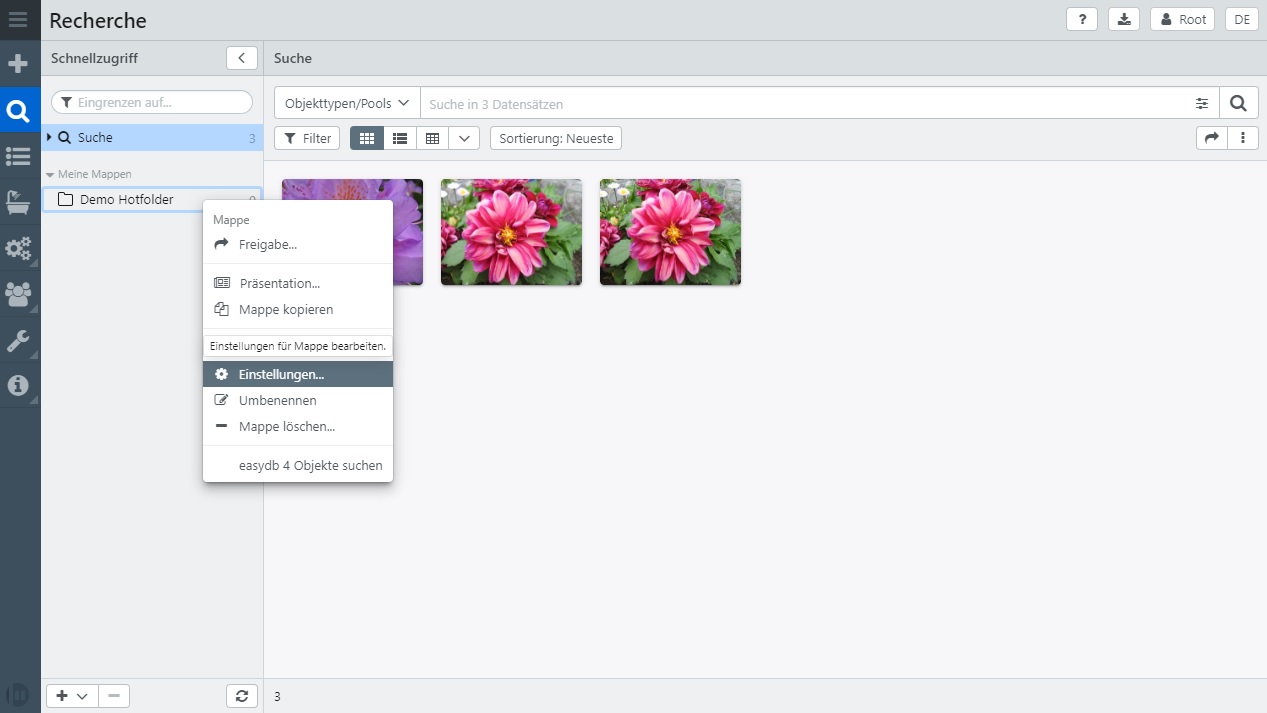 Recherche
?
Root
DE
Schnellzugriff
Suche
Eingrenzen auf...
Objekttypen/Pools
Suche in 3 Datensätzen
Suche
3
Filter
Sortierung: Neueste
Meine Mappen
Demo Hotfolder
Mappe
Freigabe...
Präsentation...
Mappe kopieren
Einstellungen für Mappe bearbeiten.
Einstellungen...
Umbenennen
Mappe löschen...
easydb 4 Objekte suchen
3